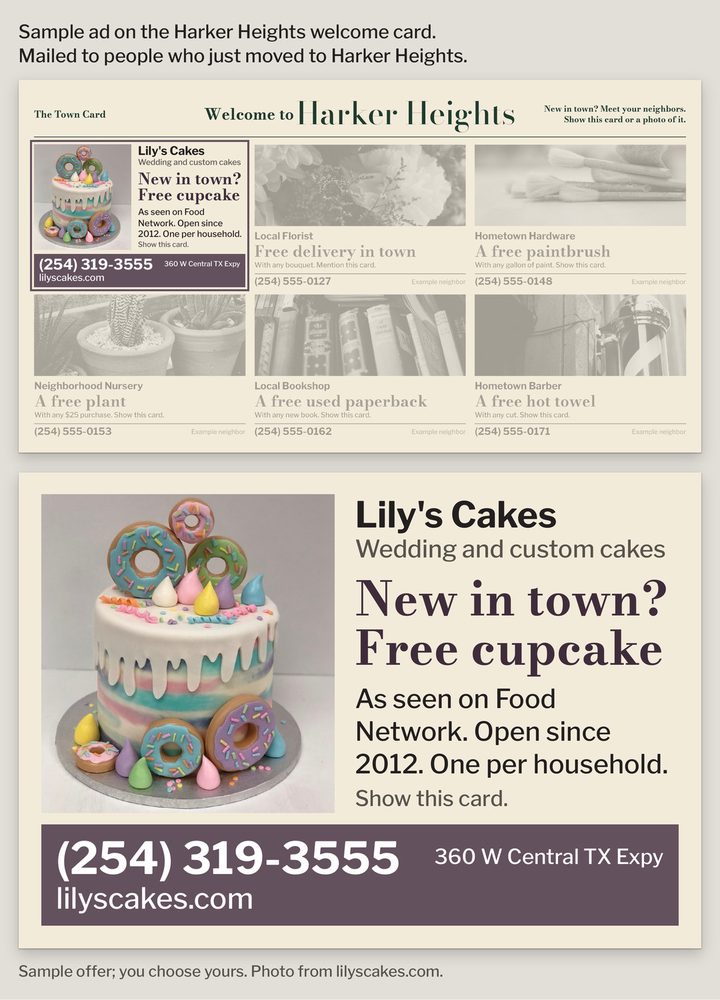 Sample ad on the Harker Heights welcome card.
Mailed to people who just moved to Harker Heights.
The Town Card
Welcome to Harker Heights
New in town? Meet your neighbors.
Show this card or a photo of it.
Lily's Cakes
Wedding and custom cakes
New in town?
Free cupcake
As seen on Food
Network. Open since
2012. One per household.
Show this card.
(254) 319-3555
360 W Central TX Expy
lilyscakes.com
Local Florist
Free delivery in town
With any bouquet. Mention this card.
(254) 555-0127
Example neighbor
Hometown Hardware
A free paintbrush
With any gallon of paint. Show this card.
(254) 555-0148
Example neighbor
Neighborhood Nursery
A free plant
With any $25 purchase. Show this card.
(254) 555-0153
Example neighbor
Local Bookshop
A free used paperback
With any new book. Show this card.
(254) 555-0162
Example neighbor
Hometown Barber
A free hot towel
With any cut. Show this card.
(254) 555-0171
Example neighbor
Lily's Cakes
Wedding and custom cakes
New in town?
Free cupcake
As seen on Food
Network. Open since
2012. One per household.
Show this card.
(254) 319-3555
360 W Central TX Expy
lilyscakes.com
Sample offer; you choose yours. Photo from lilyscakes.com.